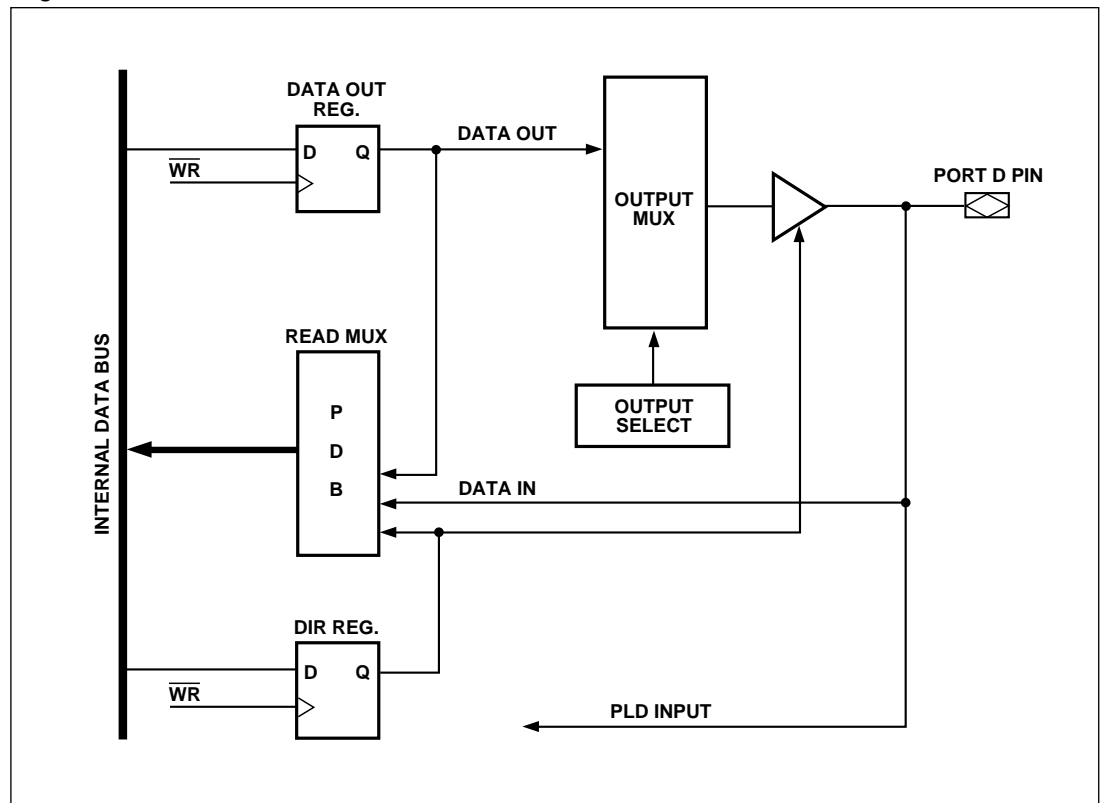 DATA OUT
REG.
D Q
WR
DATA OUT
OUTPUT
MUX
PORT D PIN
READ MUX
P
D
B
OUTPUT
SELECT
DATA IN
INTERNAL DATA BUS
DIR REG.
D Q
WR
PLD INPUT